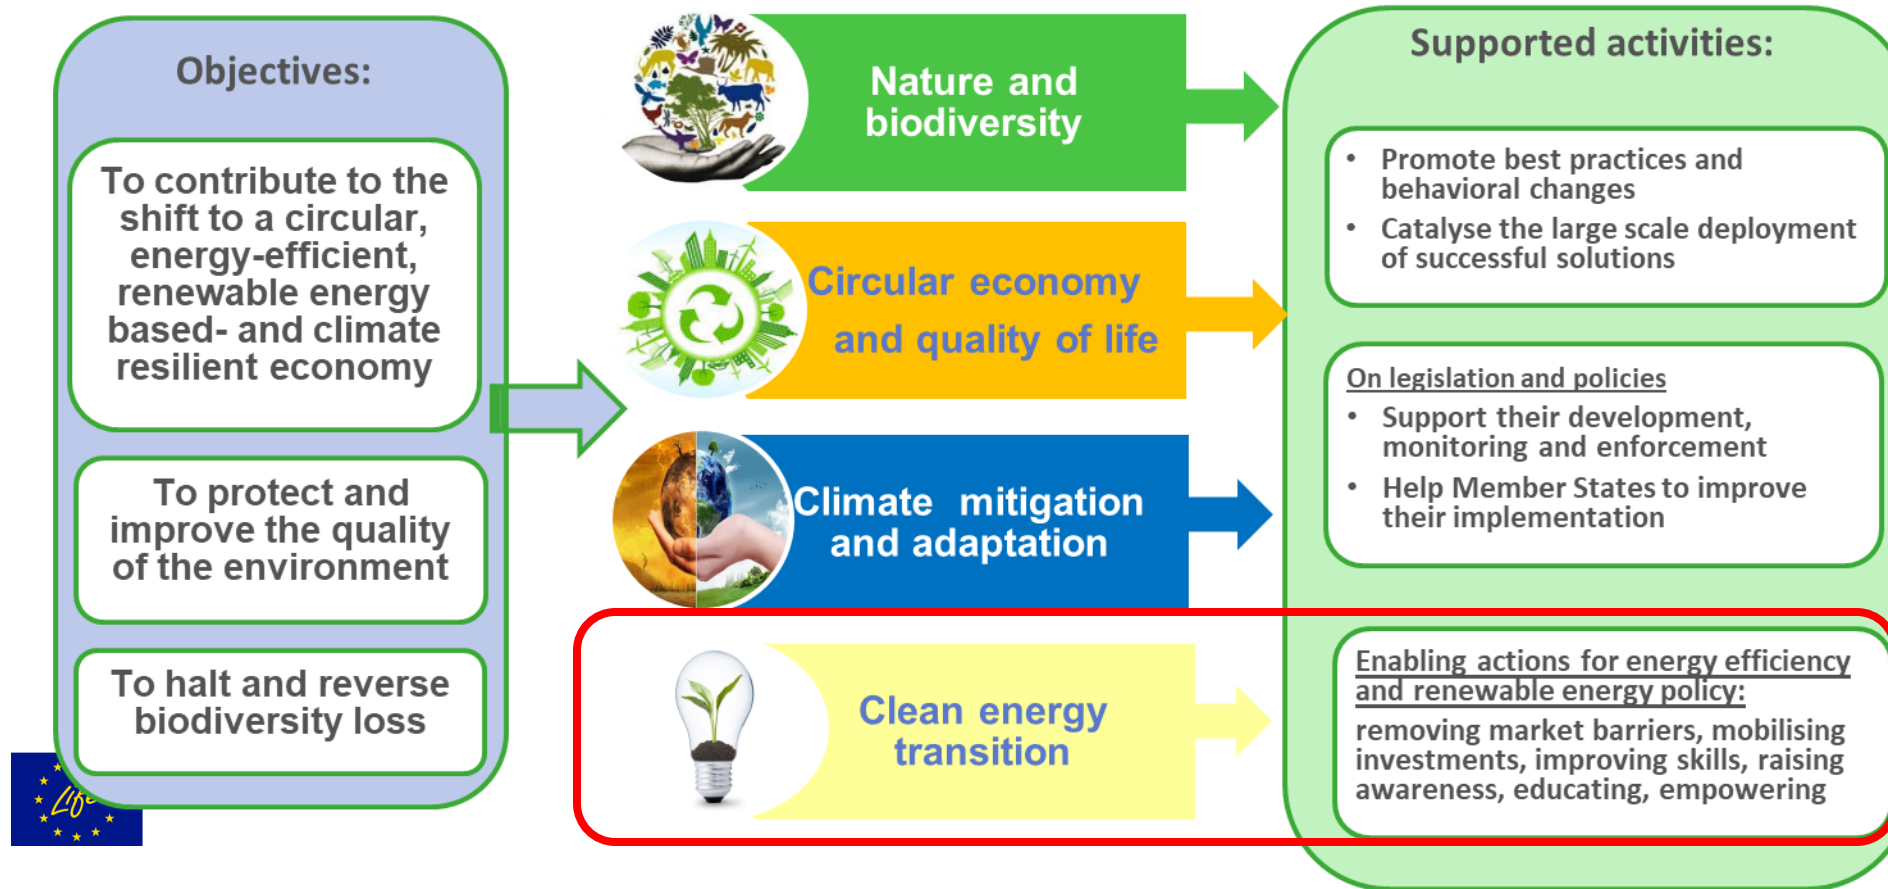 Objectives:
To contribute to the
shift to a circular,
energy-efficient,
renewable energy
based- and climate
resilient economy
To protect and
improve the quality
of the environment
To halt and reverse
biodiversity loss
Life
Nature and
biodiversity
Circular economy
and quality of life
Climate mitigation
and adaptation
Clean energy
transition
Supported activities:
• Promote best practices and
behavioral changes
• Catalyse the large scale deployment
of successful solutions
On legislation and policies
• Support their development,
monitoring and enforcement
• Help Member States to improve
their implementation
Enabling actions for energy efficiency
and renewable energy policy:
removing market barriers, mobilising
investments, improving skills, raising
awareness, educating, empowering